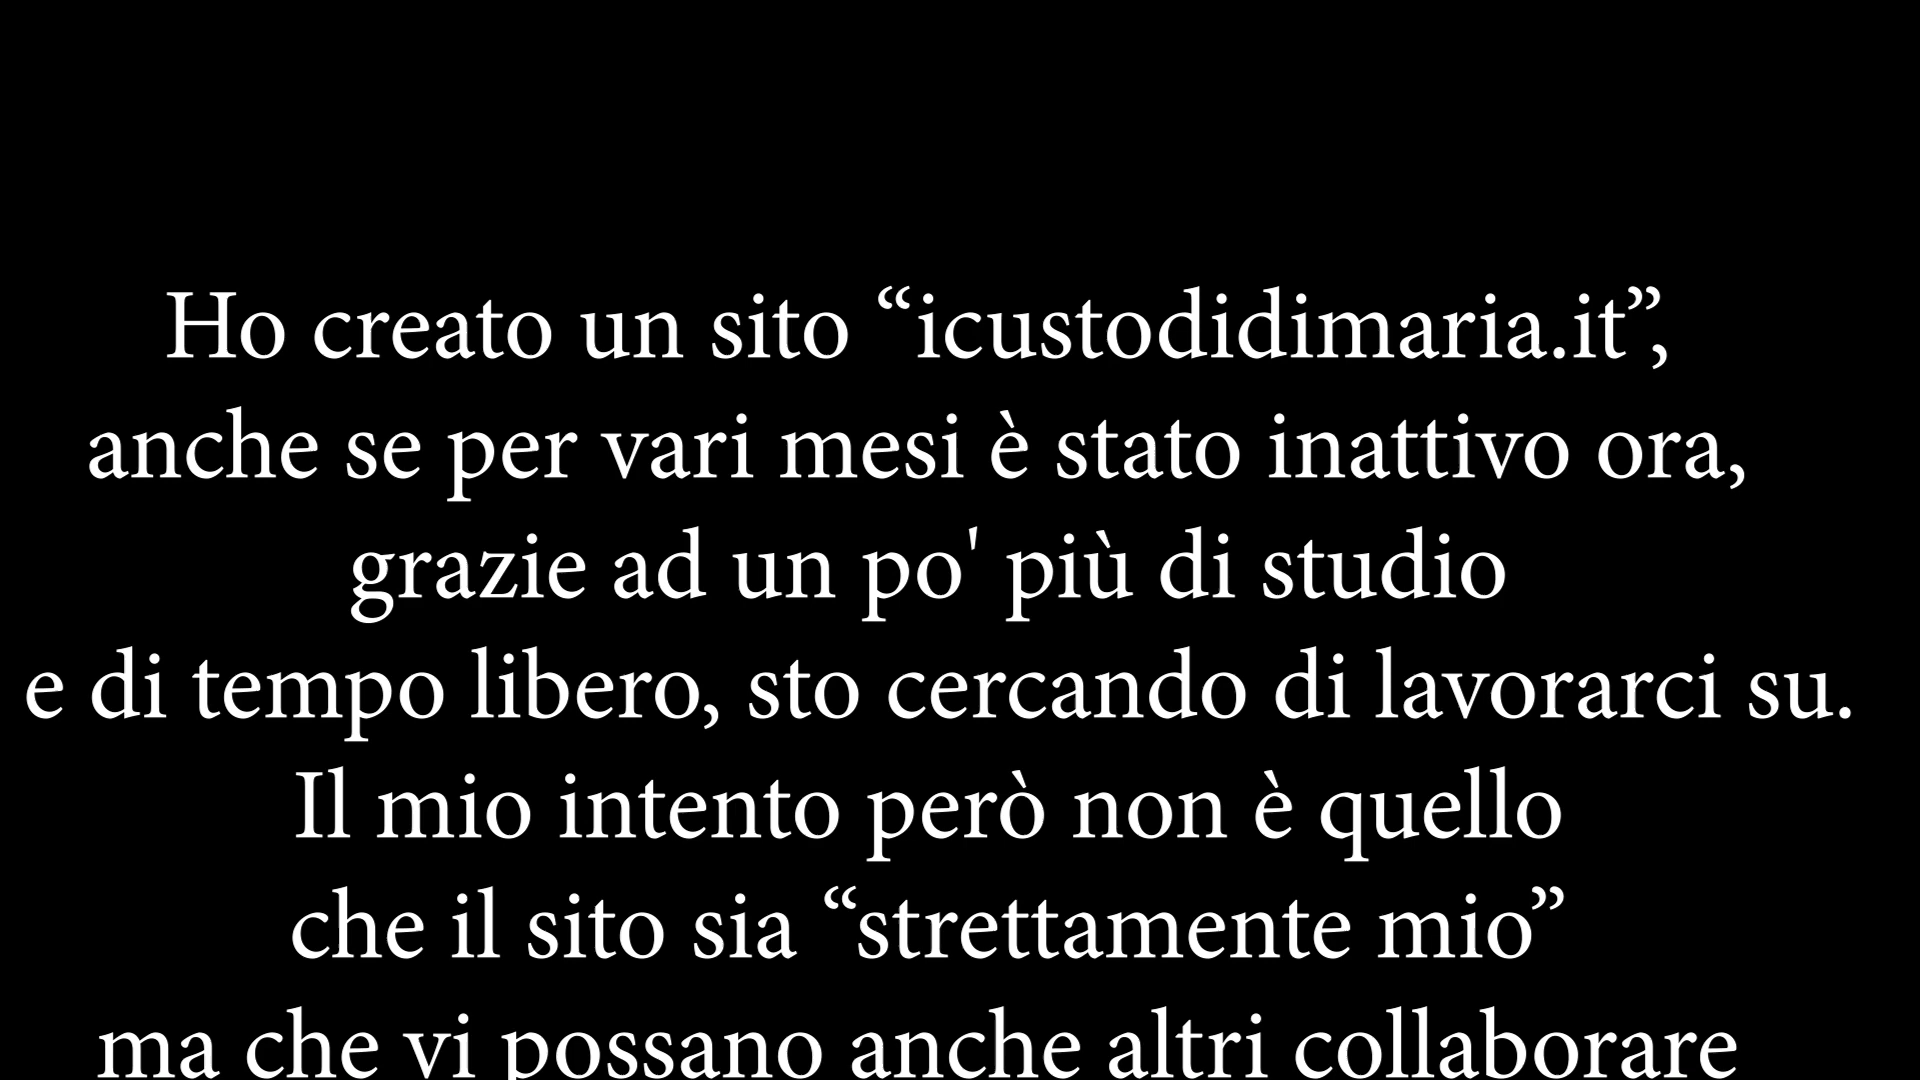 Ho creato un sito “icustodidimaria.it”,
anche se per vari mesi è stato inattivo ora,
grazie ad un po' più di studio
e di tempo libero, sto cercando di lavorarci su.
Il mio intento però non è quello
che il sito sia “strettamente mio”
ma che vi possano anche altri collaborare